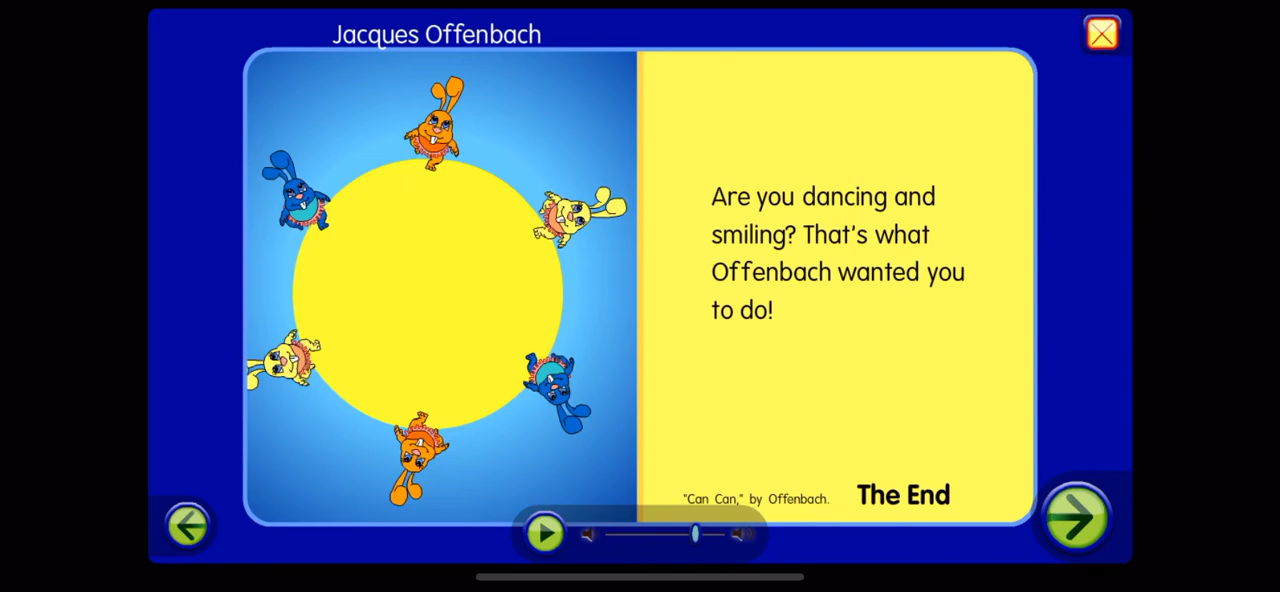 Jacques Offenbach
Are you dancing and
smiling? That's what
Offenbach wanted you
to do!
"Can Can," by Offenbach.
The End